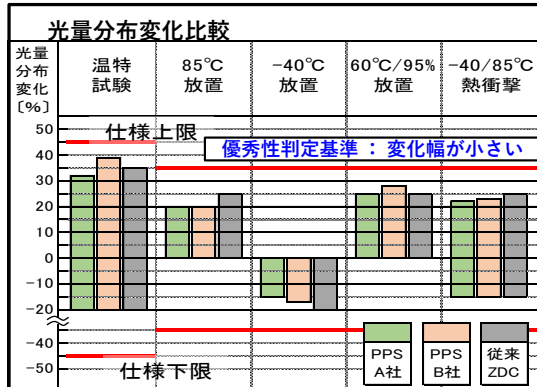 光量分布変化比較
光量
分布
変化
〔%〕
温特
試験
85℃
放置
-40℃
放置
60℃/95%
放置
-40/85℃
熱衝撃
仕様上限
優秀性判定基準 : 変化幅が小さい
50
40
30
20
10
0
-10
-20
-40
-50
仕様下限
PPS
A社
PPS
B社
従来
ZDC